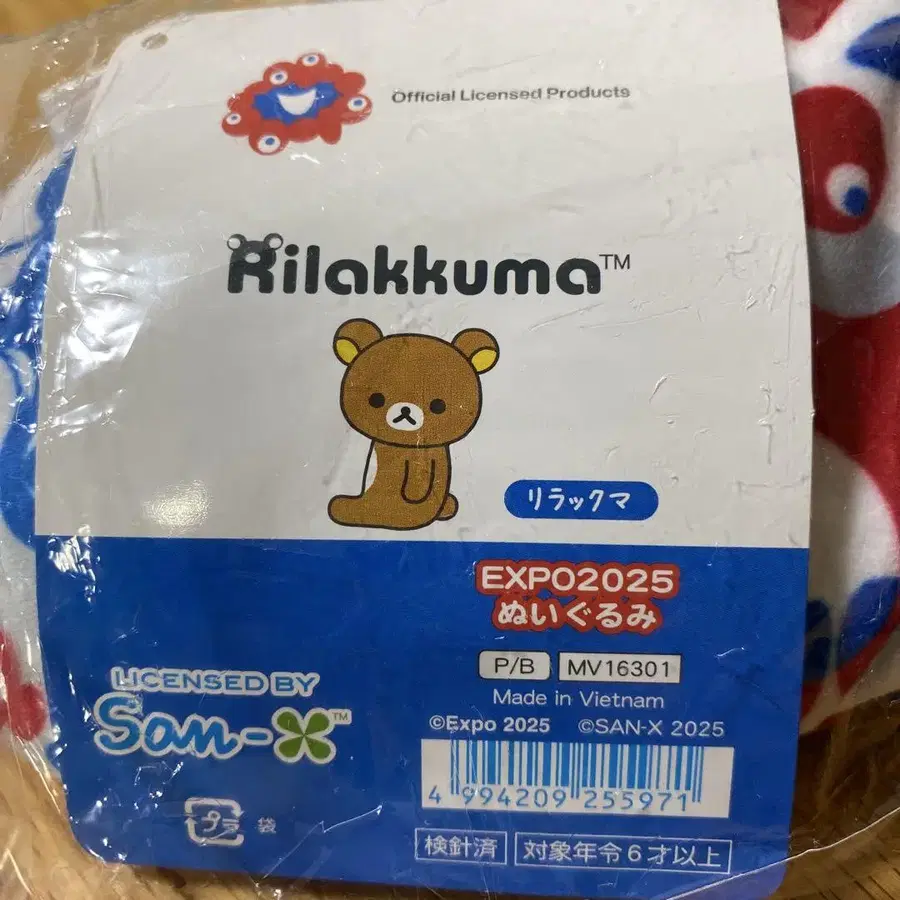 Official Licensed Products
Rilakkuma™
リラックマ
EXPO2025
ぬいぐるみ
P/B MV16301
Made in Vietnam
©Expo 2025 ©SAN-X 2025
LICENSED BY
San-X™
4 994209 255971
プラ 袋
検針済 対象年令6才以上